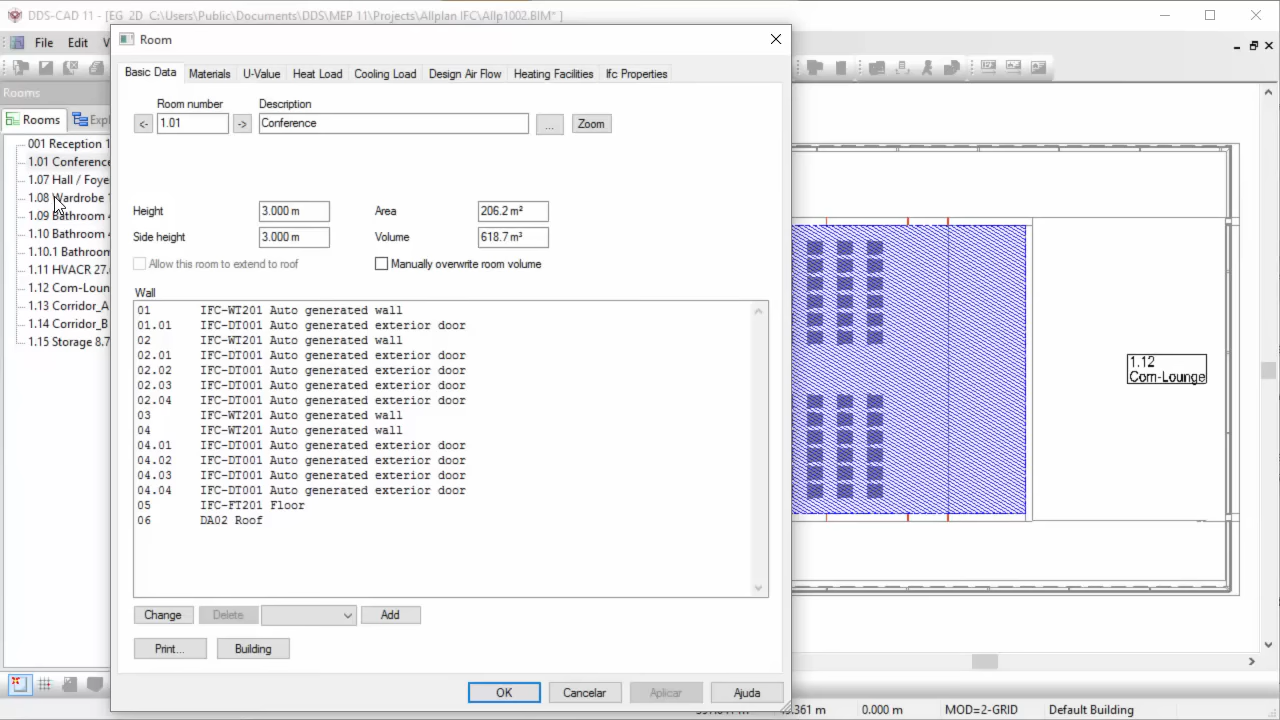 DDS-CAD 11 - [EG_2D C:\Users\Public\Documents\DDS\MEP 11\Projects\Allplan IFC\Allp1002.BIM* ]
File Edit
Rooms
Rooms
001 Reception 1
1.01 Conference
1.07 Hall / Foye
1.08 Wardrobe 1
1.09 Bathroom 4
1.10 Bathroom 4
1.10.1 Bathroom
1.11 HVACR 27.
1.12 Com-Loun
1.13 Corridor_A
1.14 Corridor_B
1.15 Storage 8.7
Room
Basic Data Materials U-Value Heat Load Cooling Load Design Air Flow Heating Facilities Ifc Properties
Room number Description
<- 1.01 -> Conference ... Zoom
Height 3.000 m Area 206.2 m²
Side height 3.000 m Volume 618.7 m³
Allow this room to extend to roof Manually overwrite room volume
Wall
01 IFC-WT201 Auto generated wall
01.01 IFC-DT001 Auto generated exterior door
02 IFC-WT201 Auto generated wall
02.01 IFC-DT001 Auto generated exterior door
02.02 IFC-DT001 Auto generated exterior door
02.03 IFC-DT001 Auto generated exterior door
02.04 IFC-DT001 Auto generated exterior door
03 IFC-WT201 Auto generated wall
04 IFC-WT201 Auto generated wall
04.01 IFC-DT001 Auto generated exterior door
04.02 IFC-DT001 Auto generated exterior door
04.03 IFC-DT001 Auto generated exterior door
04.04 IFC-DT001 Auto generated exterior door
05 IFC-FT201 Floor
06 DA02 Roof
Change Delete Add
Print... Building
OK Cancelar Aplicar Ajuda
1.12
Com-Lounge
0.000 m MOD=2-GRID Default Building